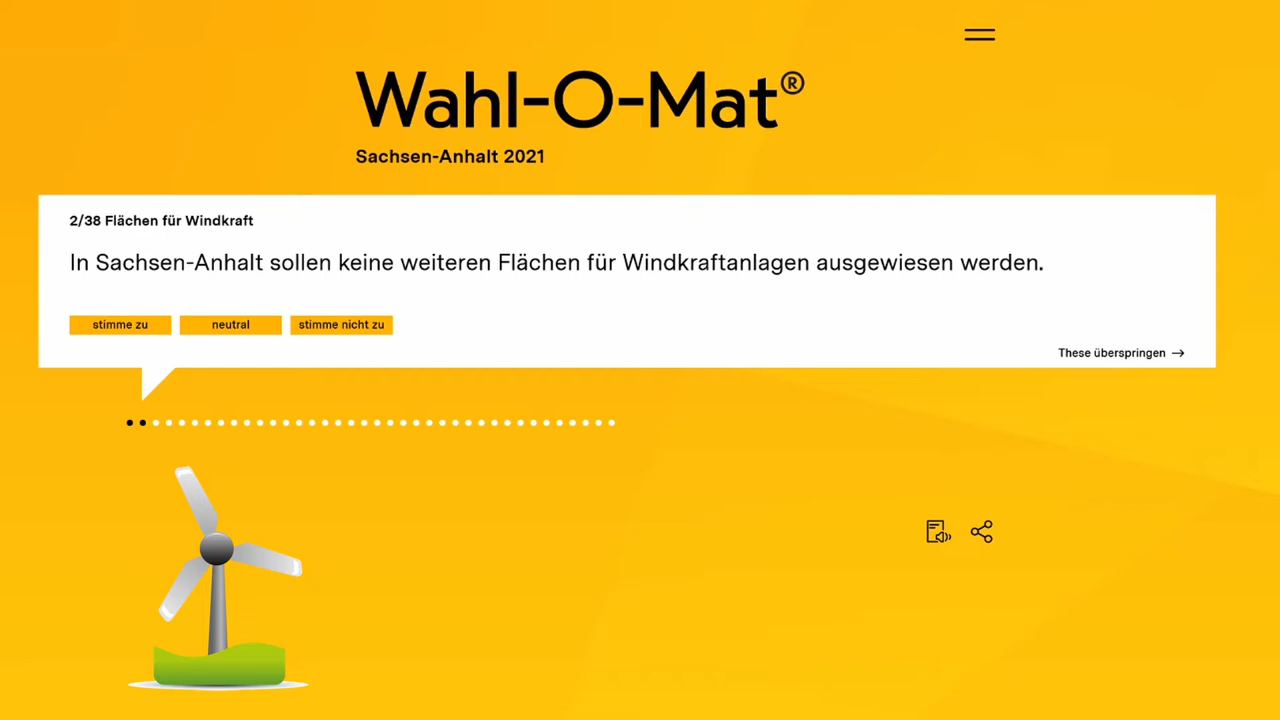 Wahl-O-Mat®
Sachsen-Anhalt 2021
2/38 Flächen für Windkraft
In Sachsen-Anhalt sollen keine weiteren Flächen für Windkraftanlagen ausgewiesen werden.
stimme zu neutral stimme nicht zu
These überspringen →